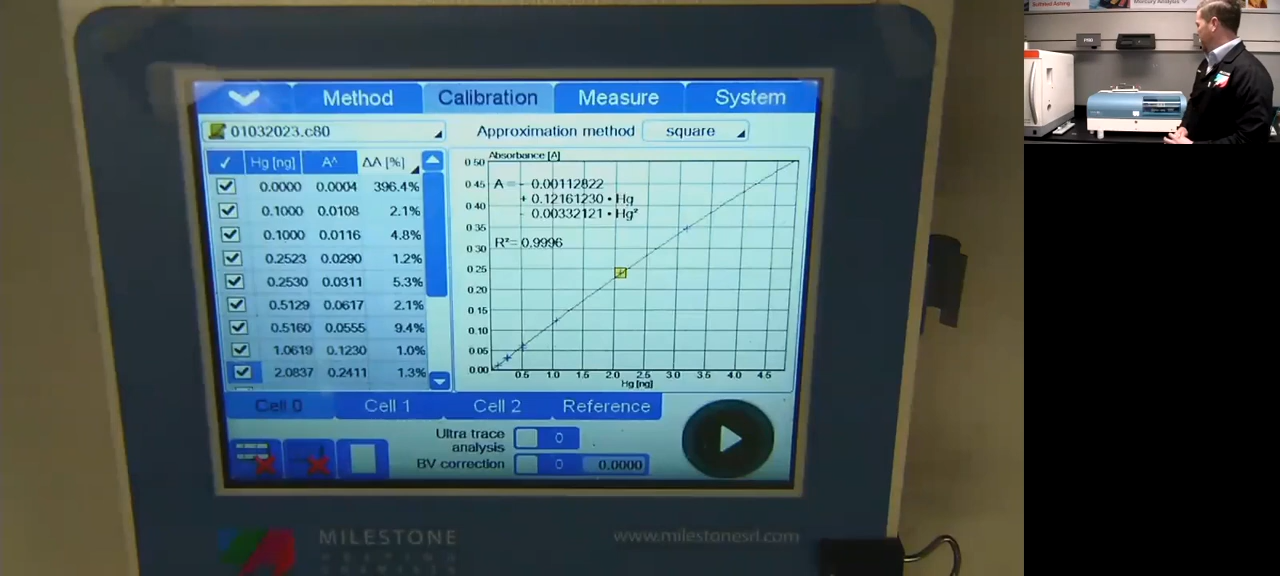 Method Calibration Measure System
01032023.c80
Approximation method square
Hg [ng] A^ ΔA [%]
0.0000 0.0004 396.4%
0.1000 0.0108 2.1%
0.1000 0.0116 4.8%
0.2523 0.0290 1.2%
0.2530 0.0311 5.3%
0.5129 0.0617 2.1%
0.5160 0.0555 9.4%
1.0619 0.1230 1.0%
2.0837 0.2411 1.3%
Absorbance [A]
A = - 0.00112822
+ 0.12161230 • Hg
- 0.00332121 • Hg²
R² = 0.9996
0.50
0.45
0.40
0.35
0.30
0.25
0.20
0.15
0.10
0.05
0.00
0.5 1.0 1.5 2.0 2.5 3.0 3.5 4.0 4.5
Hg [ng]
Cell 0 Cell 1 Cell 2 Reference
Ultra trace
analysis 0
BV correction 0 0.0000
MILESTONE
HELPING
CHEMISTS
www.milestonesrl.com
Mercury Analysis